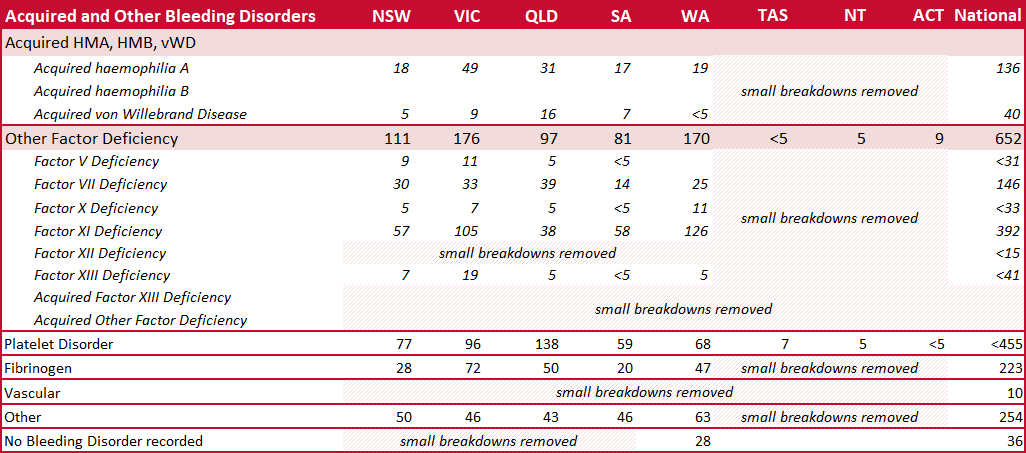 Acquired and Other Bleeding Disorders NSW VIC QLD SA WA TAS NT ACT National
Acquired HMA, HMB, vWD
Acquired haemophilia A 18 49 31 17 19 136
Acquired haemophilia B small breakdowns removed
Acquired von Willebrand Disease 5 9 16 7 <5 40
Other Factor Deficiency 111 176 97 81 170 <5 5 9 652
Factor V Deficiency 9 11 5 <5 <31
Factor VII Deficiency 30 33 39 14 25 146
Factor X Deficiency 5 7 5 <5 11 small breakdowns removed <33
Factor XI Deficiency 57 105 38 58 126 392
Factor XII Deficiency small breakdowns removed <15
Factor XIII Deficiency 7 19 5 <5 5 <41
Acquired Factor XIII Deficiency
small breakdowns removed
Acquired Other Factor Deficiency
Platelet Disorder 77 96 138 59 68 7 5 <5 <455
Fibrinogen 28 72 50 20 47 small breakdowns removed 223
Vascular small breakdowns removed 10
Other 50 46 43 46 63 small breakdowns removed 254
No Bleeding Disorder recorded small breakdowns removed 28 36